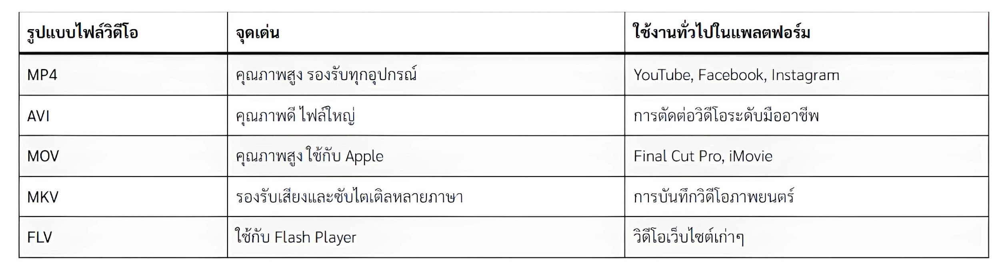 รูปแบบไฟล์วิดีโอ จุดเด่น ใช้งานทั่วไปในแพลตฟอร์ม
MP4 คุณภาพสูง รองรับทุกอุปกรณ์ YouTube, Facebook, Instagram
AVI คุณภาพดี ไฟล์ใหญ่ การตัดต่อวิดีโอระดับมืออาชีพ
MOV คุณภาพสูง ใช้กับ Apple Final Cut Pro, iMovie
MKV รองรับเสียงและซับไตเติลหลายภาษา การบันทึกวิดีโอภาพยนตร์
FLV ใช้กับ Flash Player วิดีโอเว็บไซต์เก่าๆ